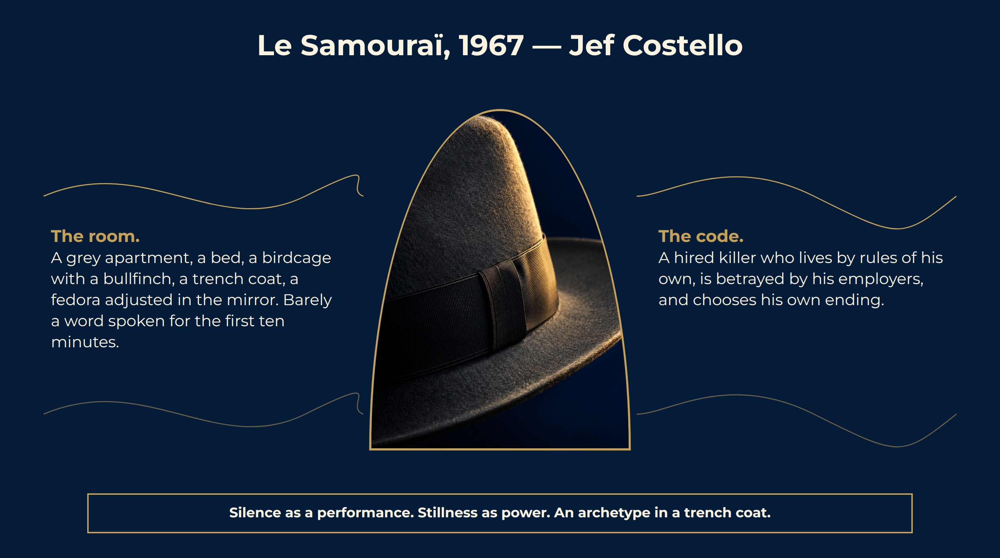 Le Samouraï, 1967 — Jef Costello
The room.
A grey apartment, a bed, a birdcage
with a bullfinch, a trench coat, a
fedora adjusted in the mirror. Barely
a word spoken for the first ten
minutes.
The code.
A hired killer who lives by rules of his
own, is betrayed by his employers,
and chooses his own ending.
Silence as a performance. Stillness as power. An archetype in a trench coat.